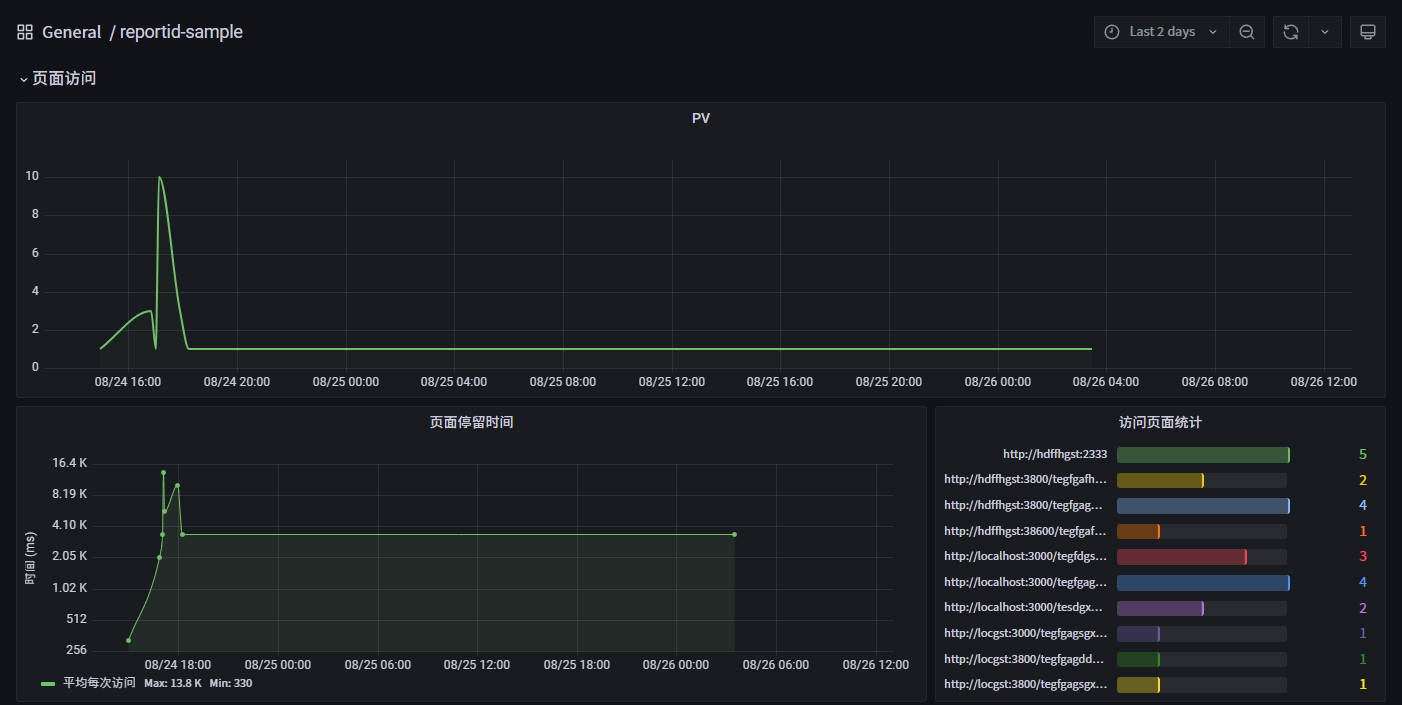 General / reportid-sample
Last 2 days
页面访问
PV
10
8
6
4
2
0
08/24 16:00 08/24 20:00 08/25 00:00 08/25 04:00 08/25 08:00 08/25 12:00 08/25 16:00 08/25 20:00 08/26 00:00 08/26 04:00 08/26 08:00 08/26 12:00
页面停留时间
时间 (ms)
16.4 K
8.19 K
4.10 K
2.05 K
1.02 K
512
256
08/24 18:00 08/25 00:00 08/25 06:00 08/25 12:00 08/25 18:00 08/26 00:00 08/26 06:00 08/26 12:00
平均每次访问 Max: 13.8 K Min: 330
访问页面统计
http://hdffhgst:2333 5
http://hdffhgst:3800/tegfgafh... 2
http://hdffhgst:3800/tegfgag... 4
http://hdffhgst:38600/tegfgaf... 1
http://localhost:3000/tegfdgs... 3
http://localhost:3000/tegfgag... 4
http://localhost:3000/tesdgx... 2
http://locgst:3000/tegfgagsgx... 1
http://locgst:3800/tegfgagdd... 1
http://locgst:3800/tegfgagsgx... 1